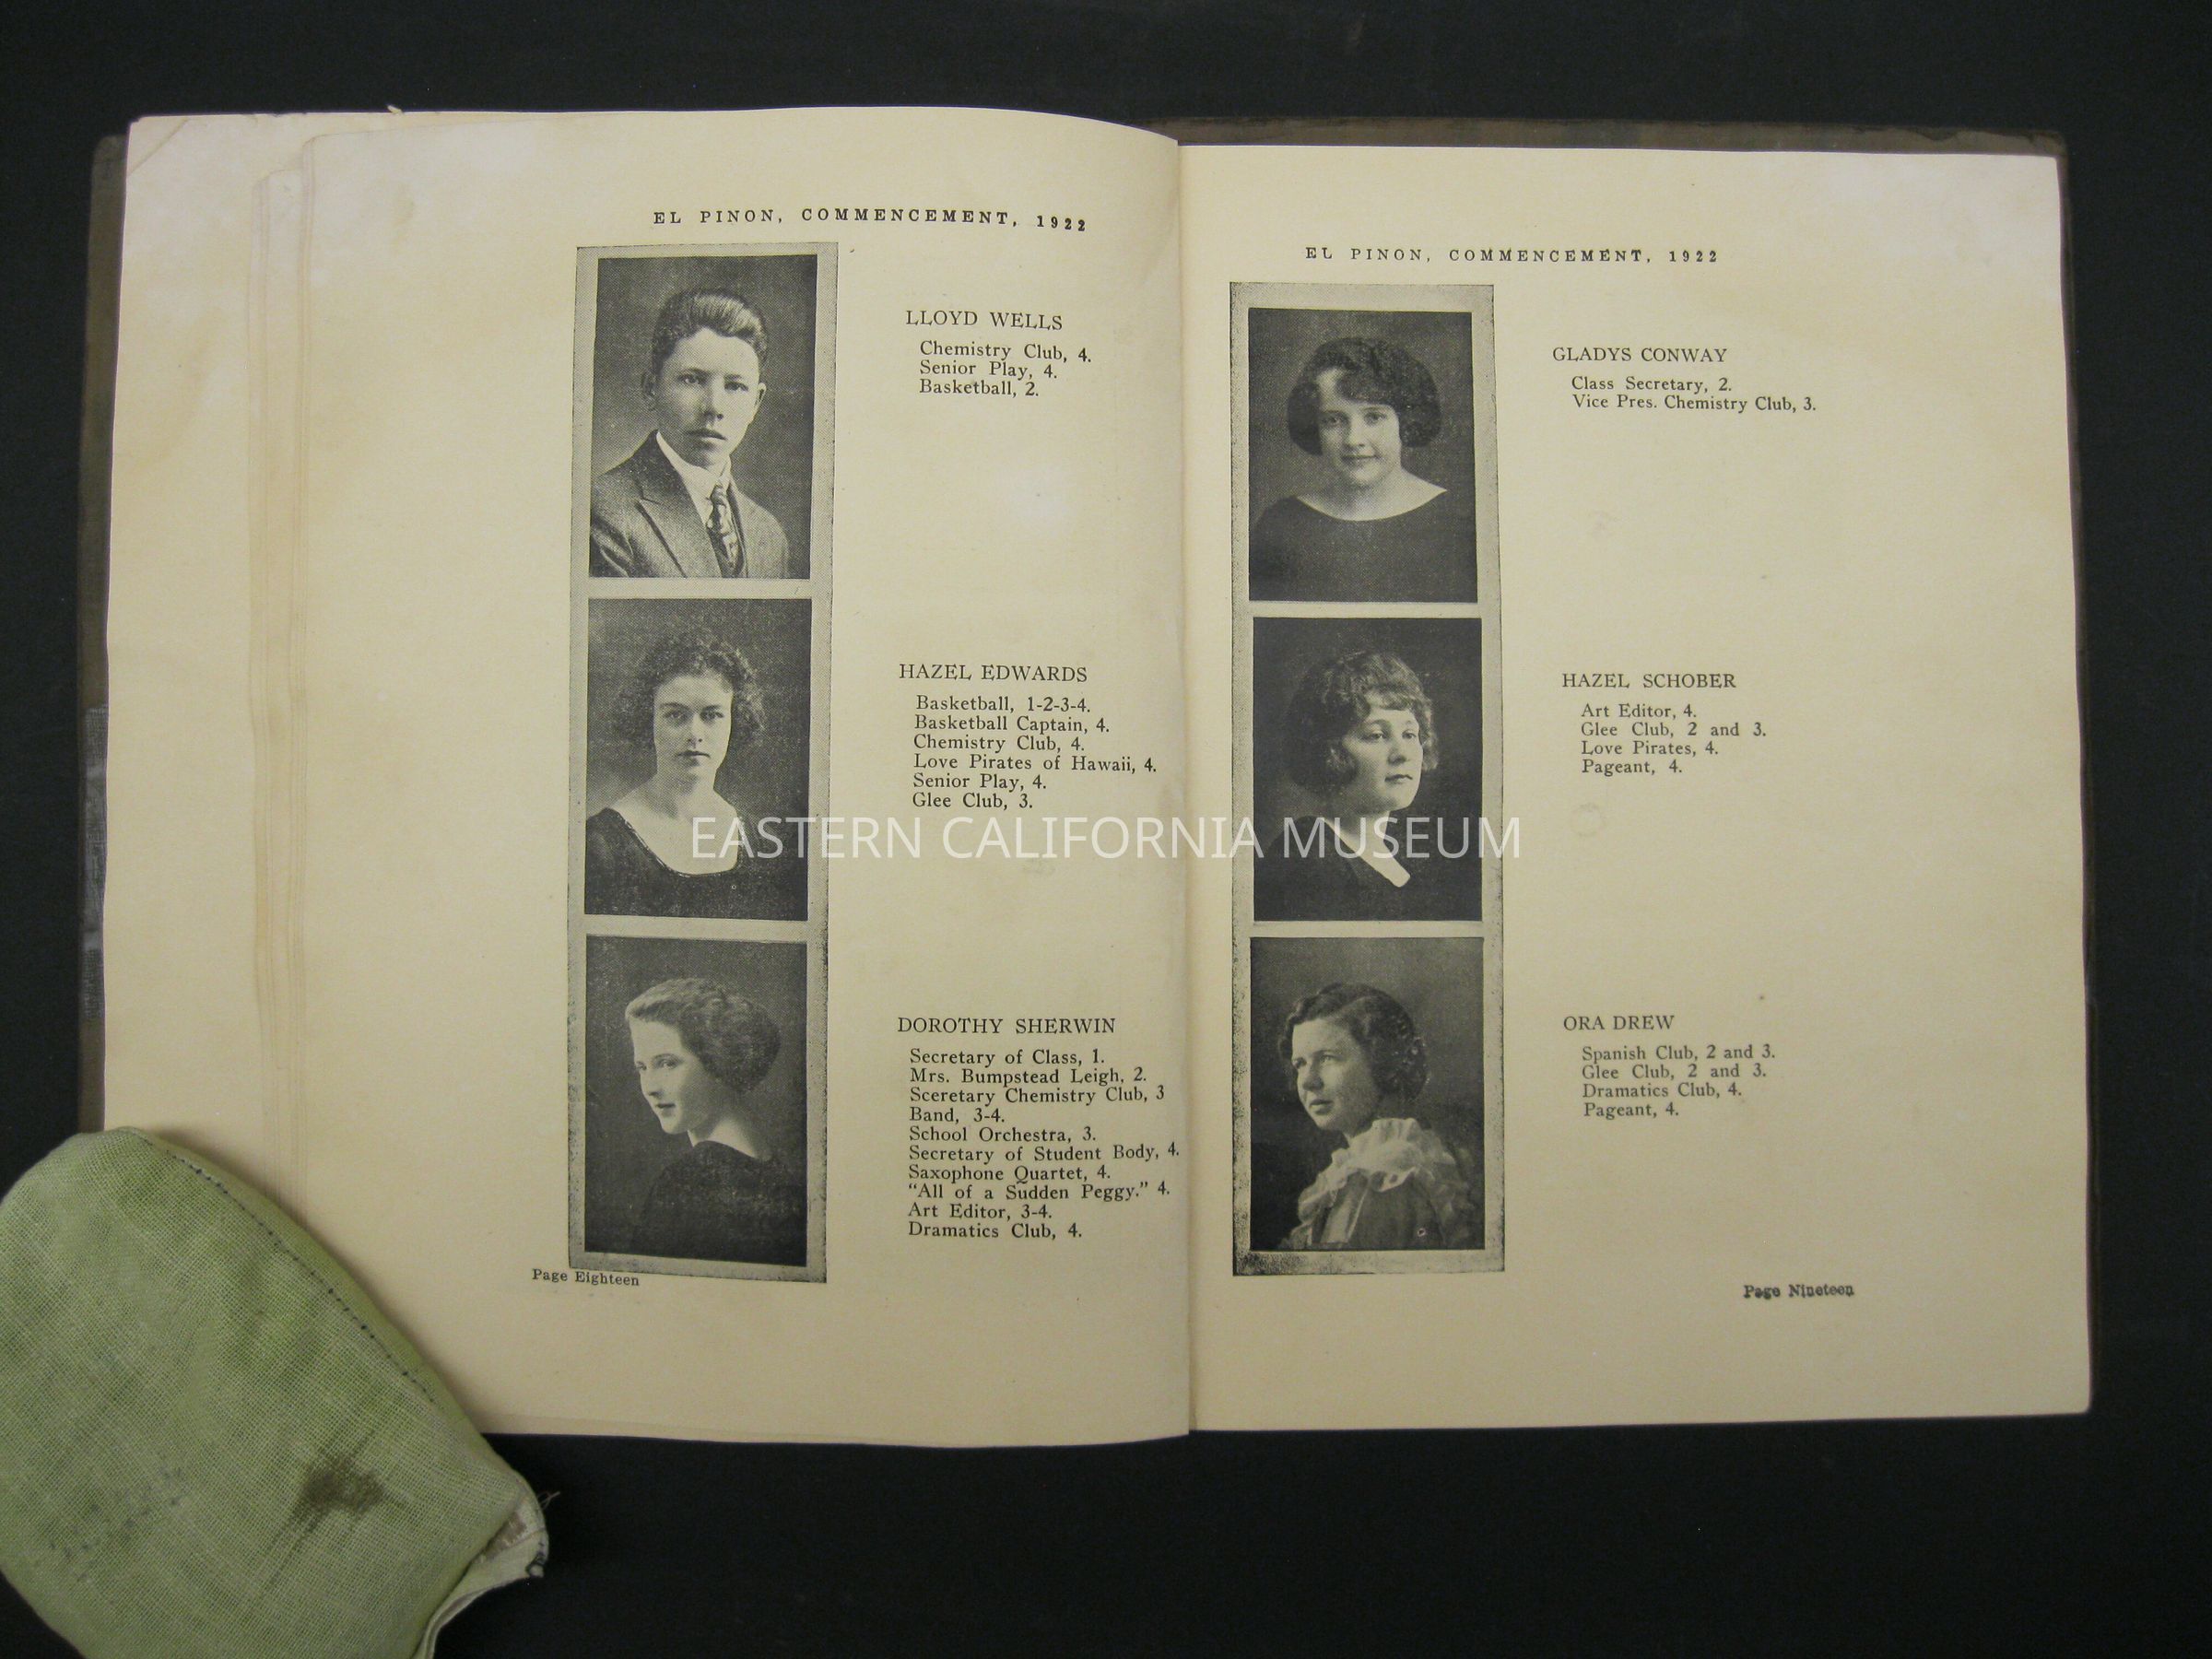 EL PINON, COMMENCEMENT, 1922
LLOYD WELLS
Chemistry Club, 4.
Senior Play, 4.
Basketball, 2.
HAZEL EDWARDS
Basketball, 1-2-3-4.
Basketball Captain, 4.
Chemistry Club, 4.
Love Pirates of Hawaii, 4.
Senior Play, 4.
Glee Club, 3.
DOROTHY SHERWIN
Secretary of Class, 1.
Mrs. Bumpstead Leigh, 2.
Sceretary Chemistry Club, 3
Band, 3-4.
School Orchestra, 3.
Secretary of Student Body, 4.
Saxophone Quartet, 4.
"All of a Sudden Peggy." 4.
Art Editor, 3-4.
Dramatics Club, 4.
Page Eighteen
EL PINON, COMMENCEMENT, 1922
GLADYS CONWAY
Class Secretary, 2.
Vice Pres. Chemistry Club, 3.
HAZEL SCHOBER
Art Editor, 4.
Glee Club, 2 and 3.
Love Pirates, 4.
Pageant, 4.
ORA DREW
Spanish Club, 2 and 3.
Glee Club, 2 and 3.
Dramatics Club, 4.
Pageant, 4.
Page Nineteen
EASTERN CALIFORNIA MUSEUM